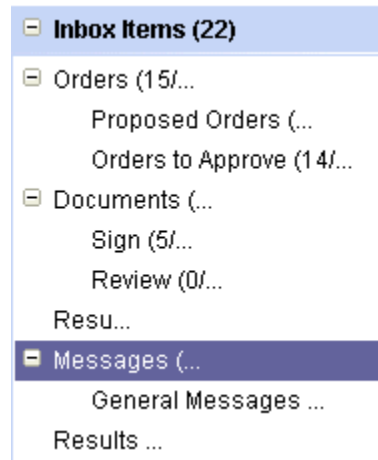 Inbox Items (22)
Orders (15/...
Proposed Orders (...
Orders to Approve (14/...
Documents (...
Sign (5/...
Review (0/...
Resu...
Messages (...
General Messages ...
Results ...